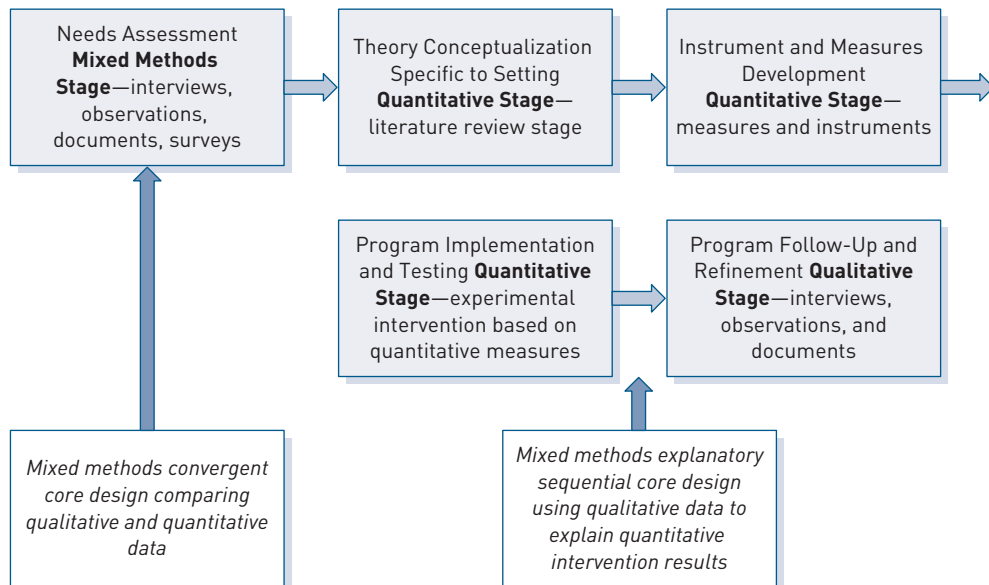 Needs Assessment
Mixed Methods
Stage—interviews,
observations,
documents, surveys
Theory Conceptualization
Specific to Setting
Quantitative Stage—
literature review stage
Instrument and Measures
Development
Quantitative Stage—
measures and instruments
Program Implementation
and Testing Quantitative
Stage—experimental
intervention based on
quantitative measures
Program Follow-Up and
Refinement Qualitative
Stage—interviews,
observations, and
documents
Mixed methods convergent
core design comparing
qualitative and quantitative
data
Mixed methods explanatory
sequential core design
using qualitative data to
explain quantitative
intervention results